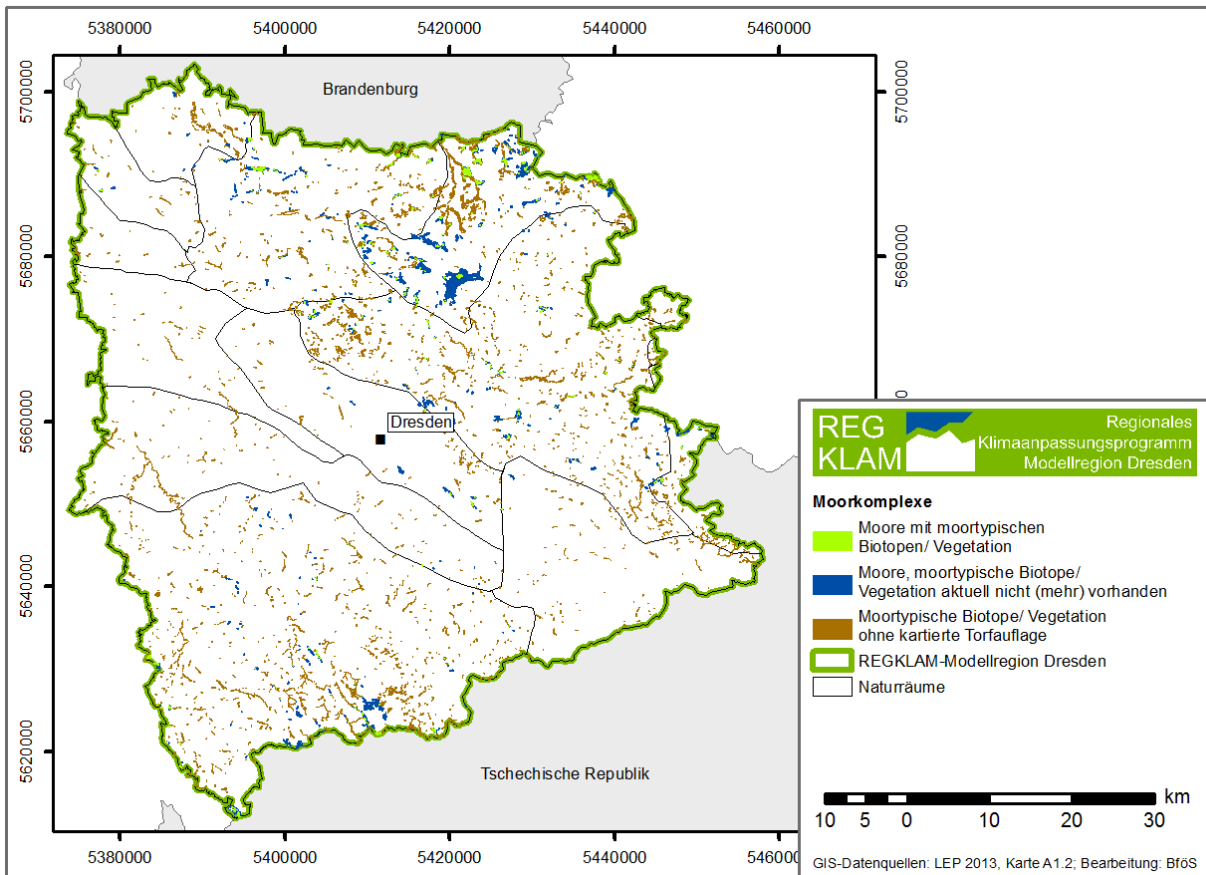 5380000 5400000 5420000 5440000 5460000
5700000
5680000
5660000
5640000
5620000
5700000
5680000
Brandenburg
Dresden
Tschechische Republik
5380000 5400000 5420000 5440000
REG
KLAM
Regionales
Klimaanpassungsprogramm
Modellregion Dresden
Moorkomplexe
Moore mit moortypischen
Biotopen/ Vegetation
Moore, moortypische Biotope/
Vegetation aktuell nicht (mehr) vorhanden
Moortypische Biotope/ Vegetation
ohne kartierte Torfauflage
REGKLAM-Modellregion Dresden
Naturräume
km
10 5 0 10 20 30
GIS-Datenquellen: LEP 2013, Karte A1.2; Bearbeitung: BföS